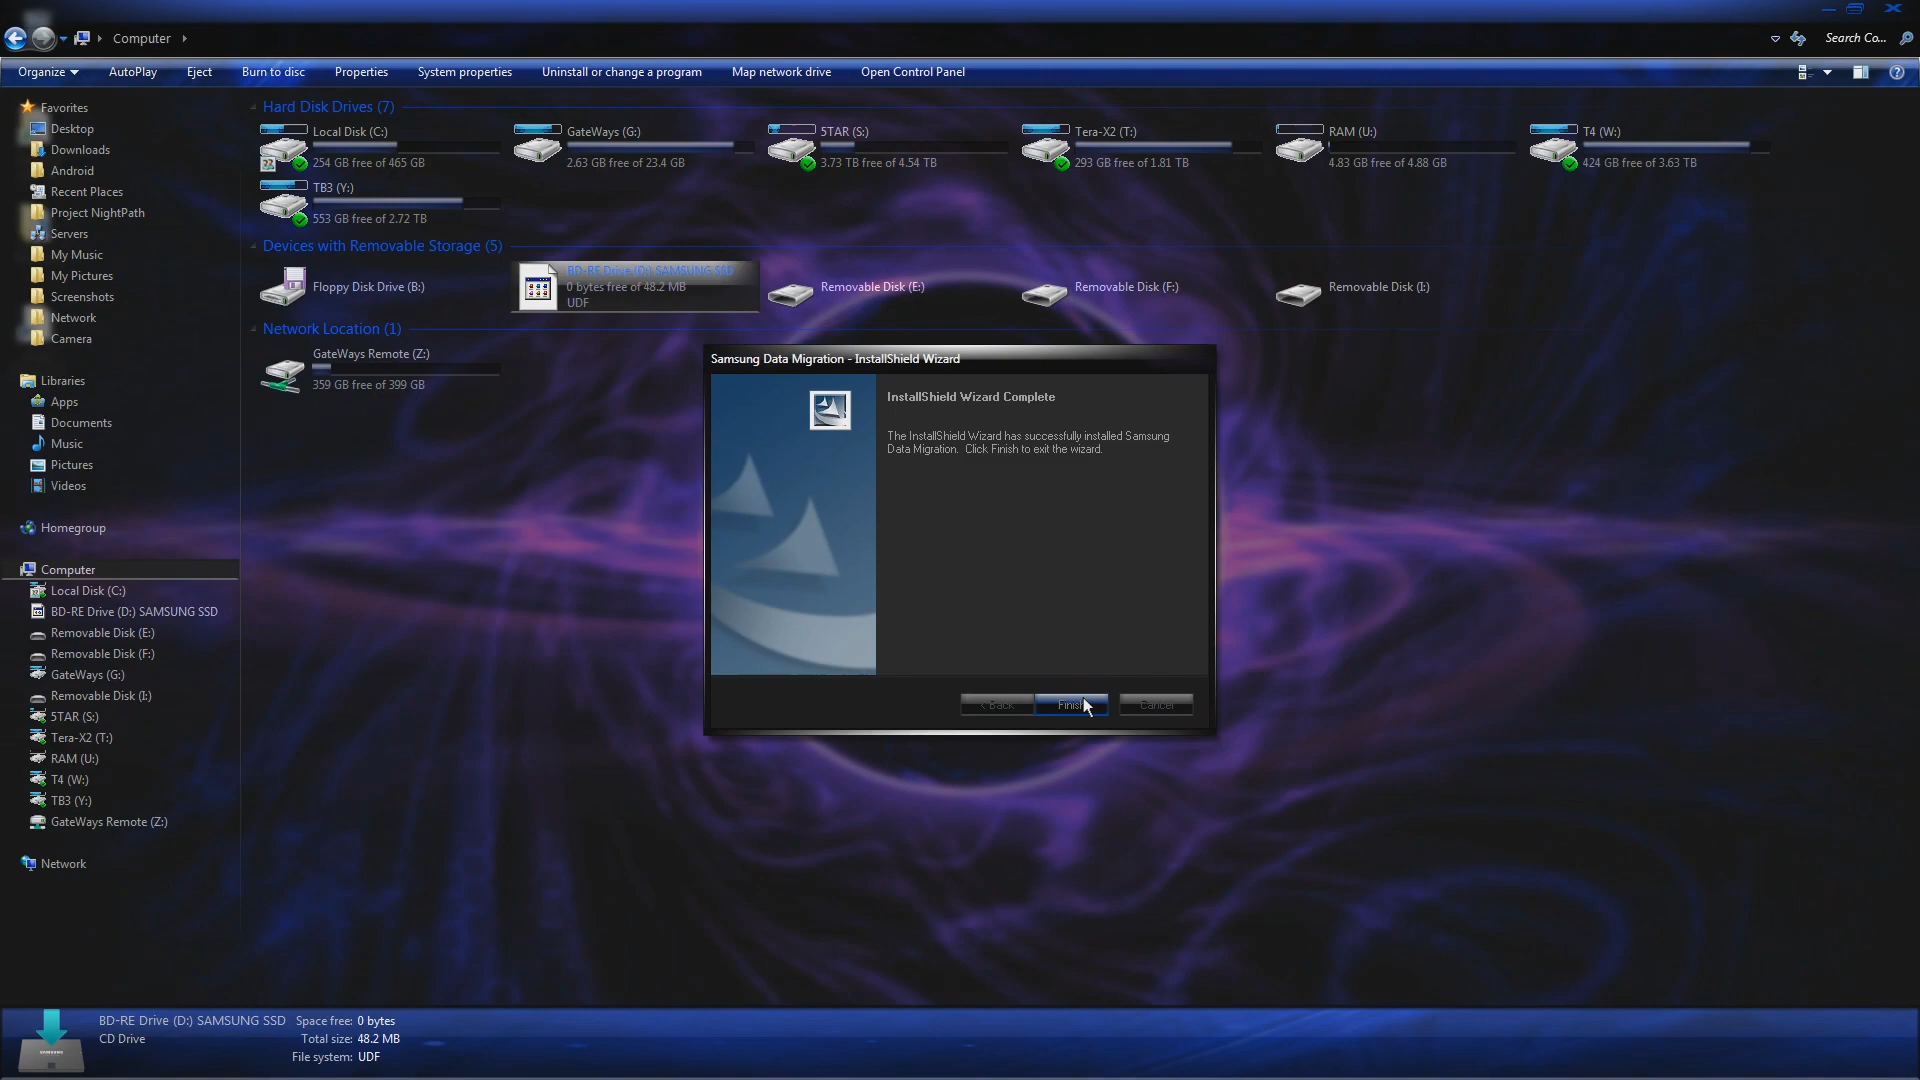 Computer
Search Co...
Organize AutoPlay Eject Burn to disc Properties System properties Uninstall or change a program Map network drive Open Control Panel
Favorites
Desktop
Downloads
Android
Recent Places
Project NightPath
Servers
My Music
My Pictures
Screenshots
Network
Camera
Libraries
Apps
Documents
Music
Pictures
Videos
Homegroup
Computer
Local Disk (C:)
BD-RE Drive (D:) SAMSUNG SSD
Removable Disk (E:)
Removable Disk (F:)
GateWays (G:)
Removable Disk (I:)
5TAR (S:)
Tera-X2 (T:)
RAM (U:)
T4 (W:)
TB3 (Y:)
GateWays Remote (Z:)
Network
Hard Disk Drives (7)
Local Disk (C:)
254 GB free of 465 GB
GateWays (G:)
2.63 GB free of 23.4 GB
5TAR (S:)
3.73 TB free of 4.54 TB
Tera-X2 (T:)
293 GB free of 1.81 TB
RAM (U:)
4.83 GB free of 4.88 GB
T4 (W:)
424 GB free of 3.63 TB
TB3 (Y:)
553 GB free of 2.72 TB
Devices with Removable Storage (5)
Floppy Disk Drive (B:)
BD-RE Drive (D:) SAMSUNG SSD
0 bytes free of 48.2 MB
UDF
Removable Disk (E:)
Removable Disk (F:)
Removable Disk (I:)
Network Location (1)
GateWays Remote (Z:)
359 GB free of 399 GB
Samsung Data Migration - InstallShield Wizard
InstallShield Wizard Complete
The InstallShield Wizard has successfully installed Samsung
Data Migration. Click Finish to exit the wizard.
< Back Finish Cancel
BD-RE Drive (D:) SAMSUNG SSD Space free: 0 bytes
CD Drive Total size: 48.2 MB
File system: UDF
SAMSUNG